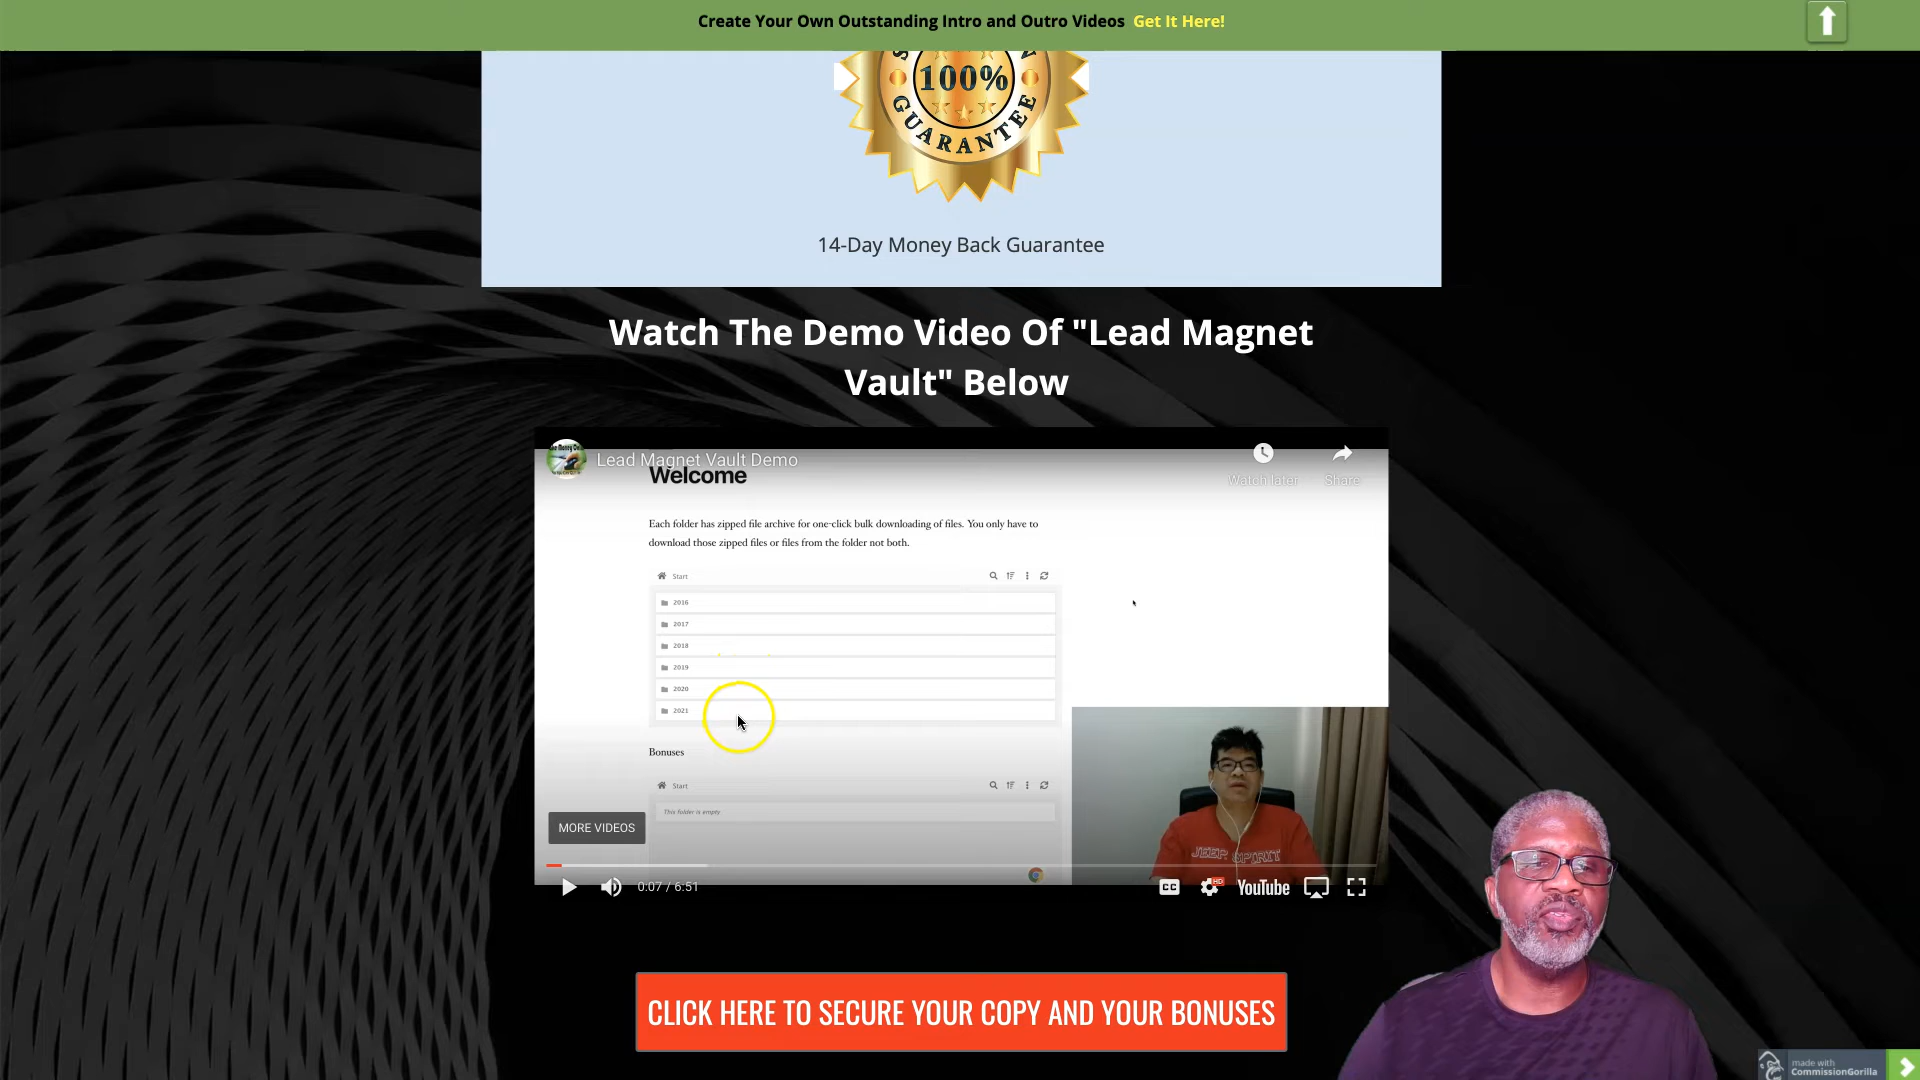 Create Your Own Outstanding Intro and Outro Videos Get It Here!
100%
GUARANTEE
14-Day Money Back Guarantee
Watch The Demo Video Of "Lead Magnet
Vault" Below
Lead Magnet Vault Demo
Watch later
Share
Welcome
Each folder has zipped file archive for one-click bulk downloading of files. You only have to
download those zipped files or files from the folder not both.
Start
2016
2017
2018
2019
2020
2021
Bonuses
Start
This folder is empty
MORE VIDEOS
JEEP SPIRIT
0:07 / 6:51
CC
HD
YouTube
CLICK HERE TO SECURE YOUR COPY AND YOUR BONUSES
made with
CommissionGorilla